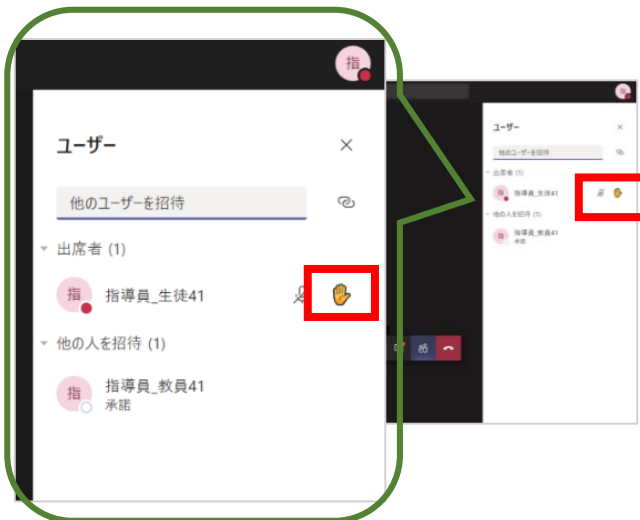 指
ユーザー
他のユーザーを招待
出席者 (1)
指 指導員_生徒41
他の人を招待 (1)
指 指導員_教員41
承諾
指
ユーザー
他のユーザーを招待
出席者 (1)
指 指導員_生徒41
他の人を招待 (1)
指 指導員_教員41
承諾